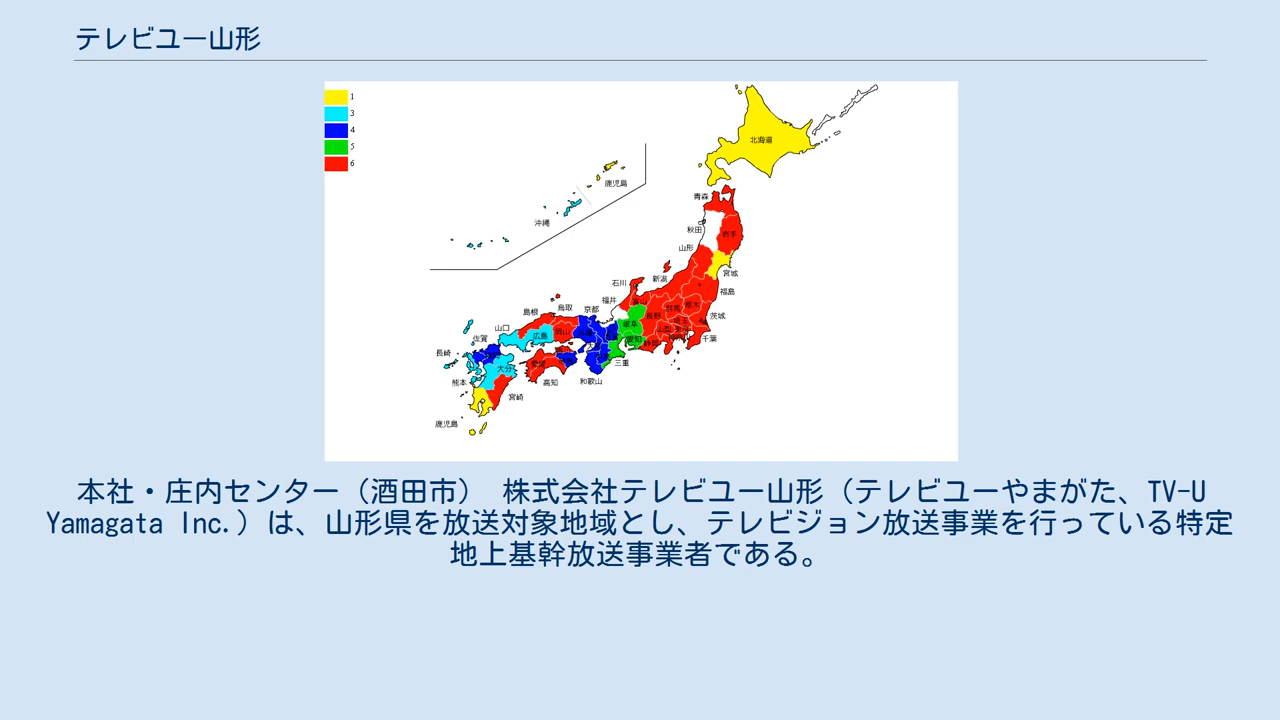 テレビユー山形
1
3
4
5
6
北海道
鹿児島
青森
沖縄
秋田
岩手
山形
宮城
新潟
石川
福島
福井
富山
群馬
栃木
鳥取
京都
長野
茨城
島根
岐阜
埼玉
山口
広島
岡山
山梨
佐賀
愛知
静岡
千葉
長崎
三重
大分
愛媛
熊本
高知
和歌山
宮崎
鹿児島
本社・庄内センター（酒田市） 株式会社テレビユー山形（テレビユーやまがた、TV-U
Yamagata Inc.）は、山形県を放送対象地域とし、テレビジョン放送事業を行っている特定
地上基幹放送事業者である。